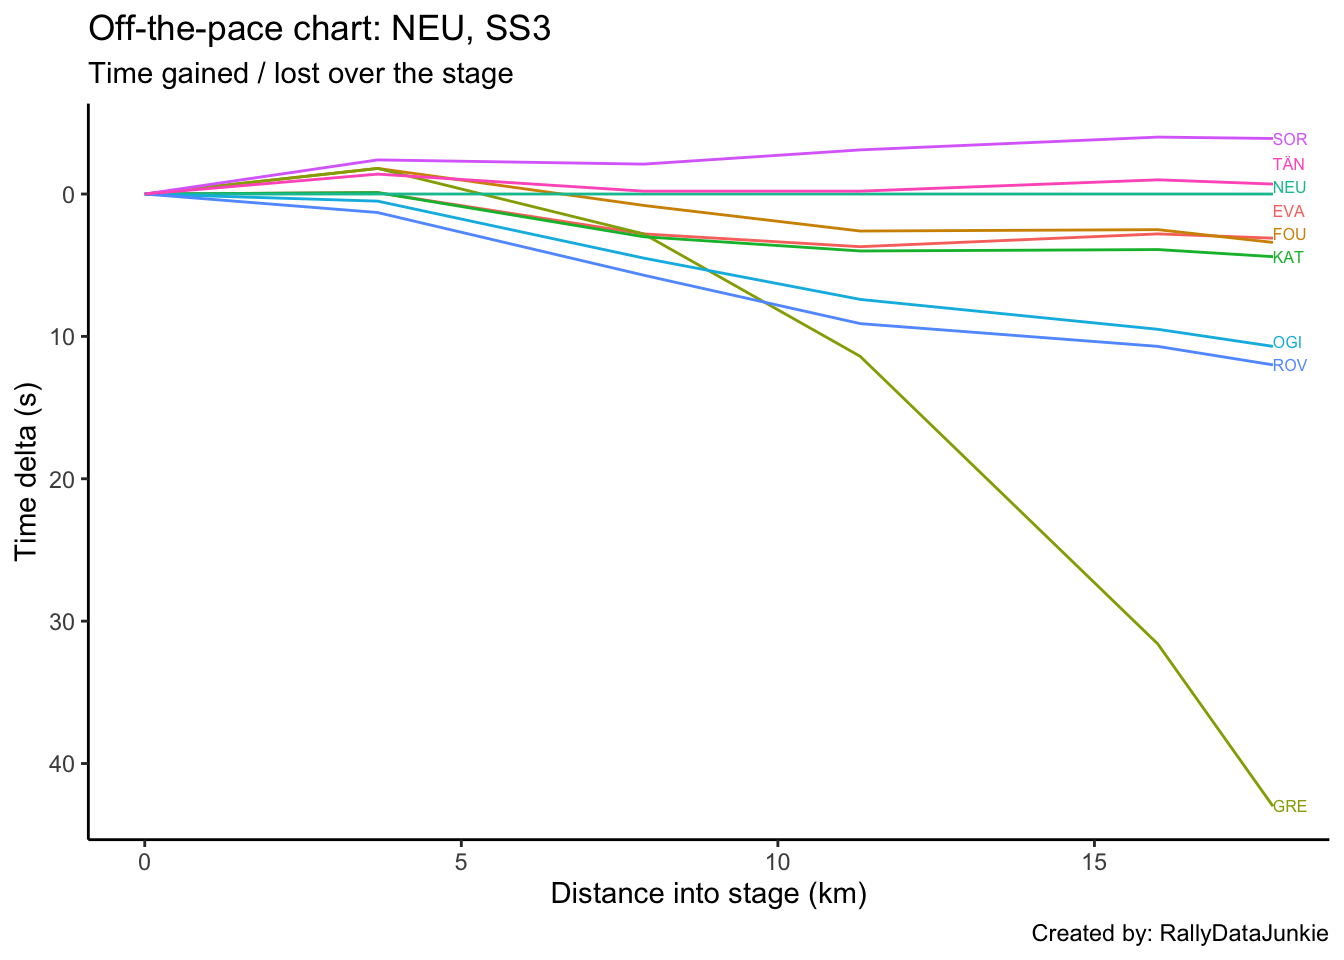 Off-the-pace chart: NEU, SS3
Time gained / lost over the stage
Time delta (s)
0
10
20
30
40
SOR
TÄN
NEU
EVA
FOU
KAT
OGI
ROV
GRE
0 5 10 15
Distance into stage (km)
Created by: RallyDataJunkie